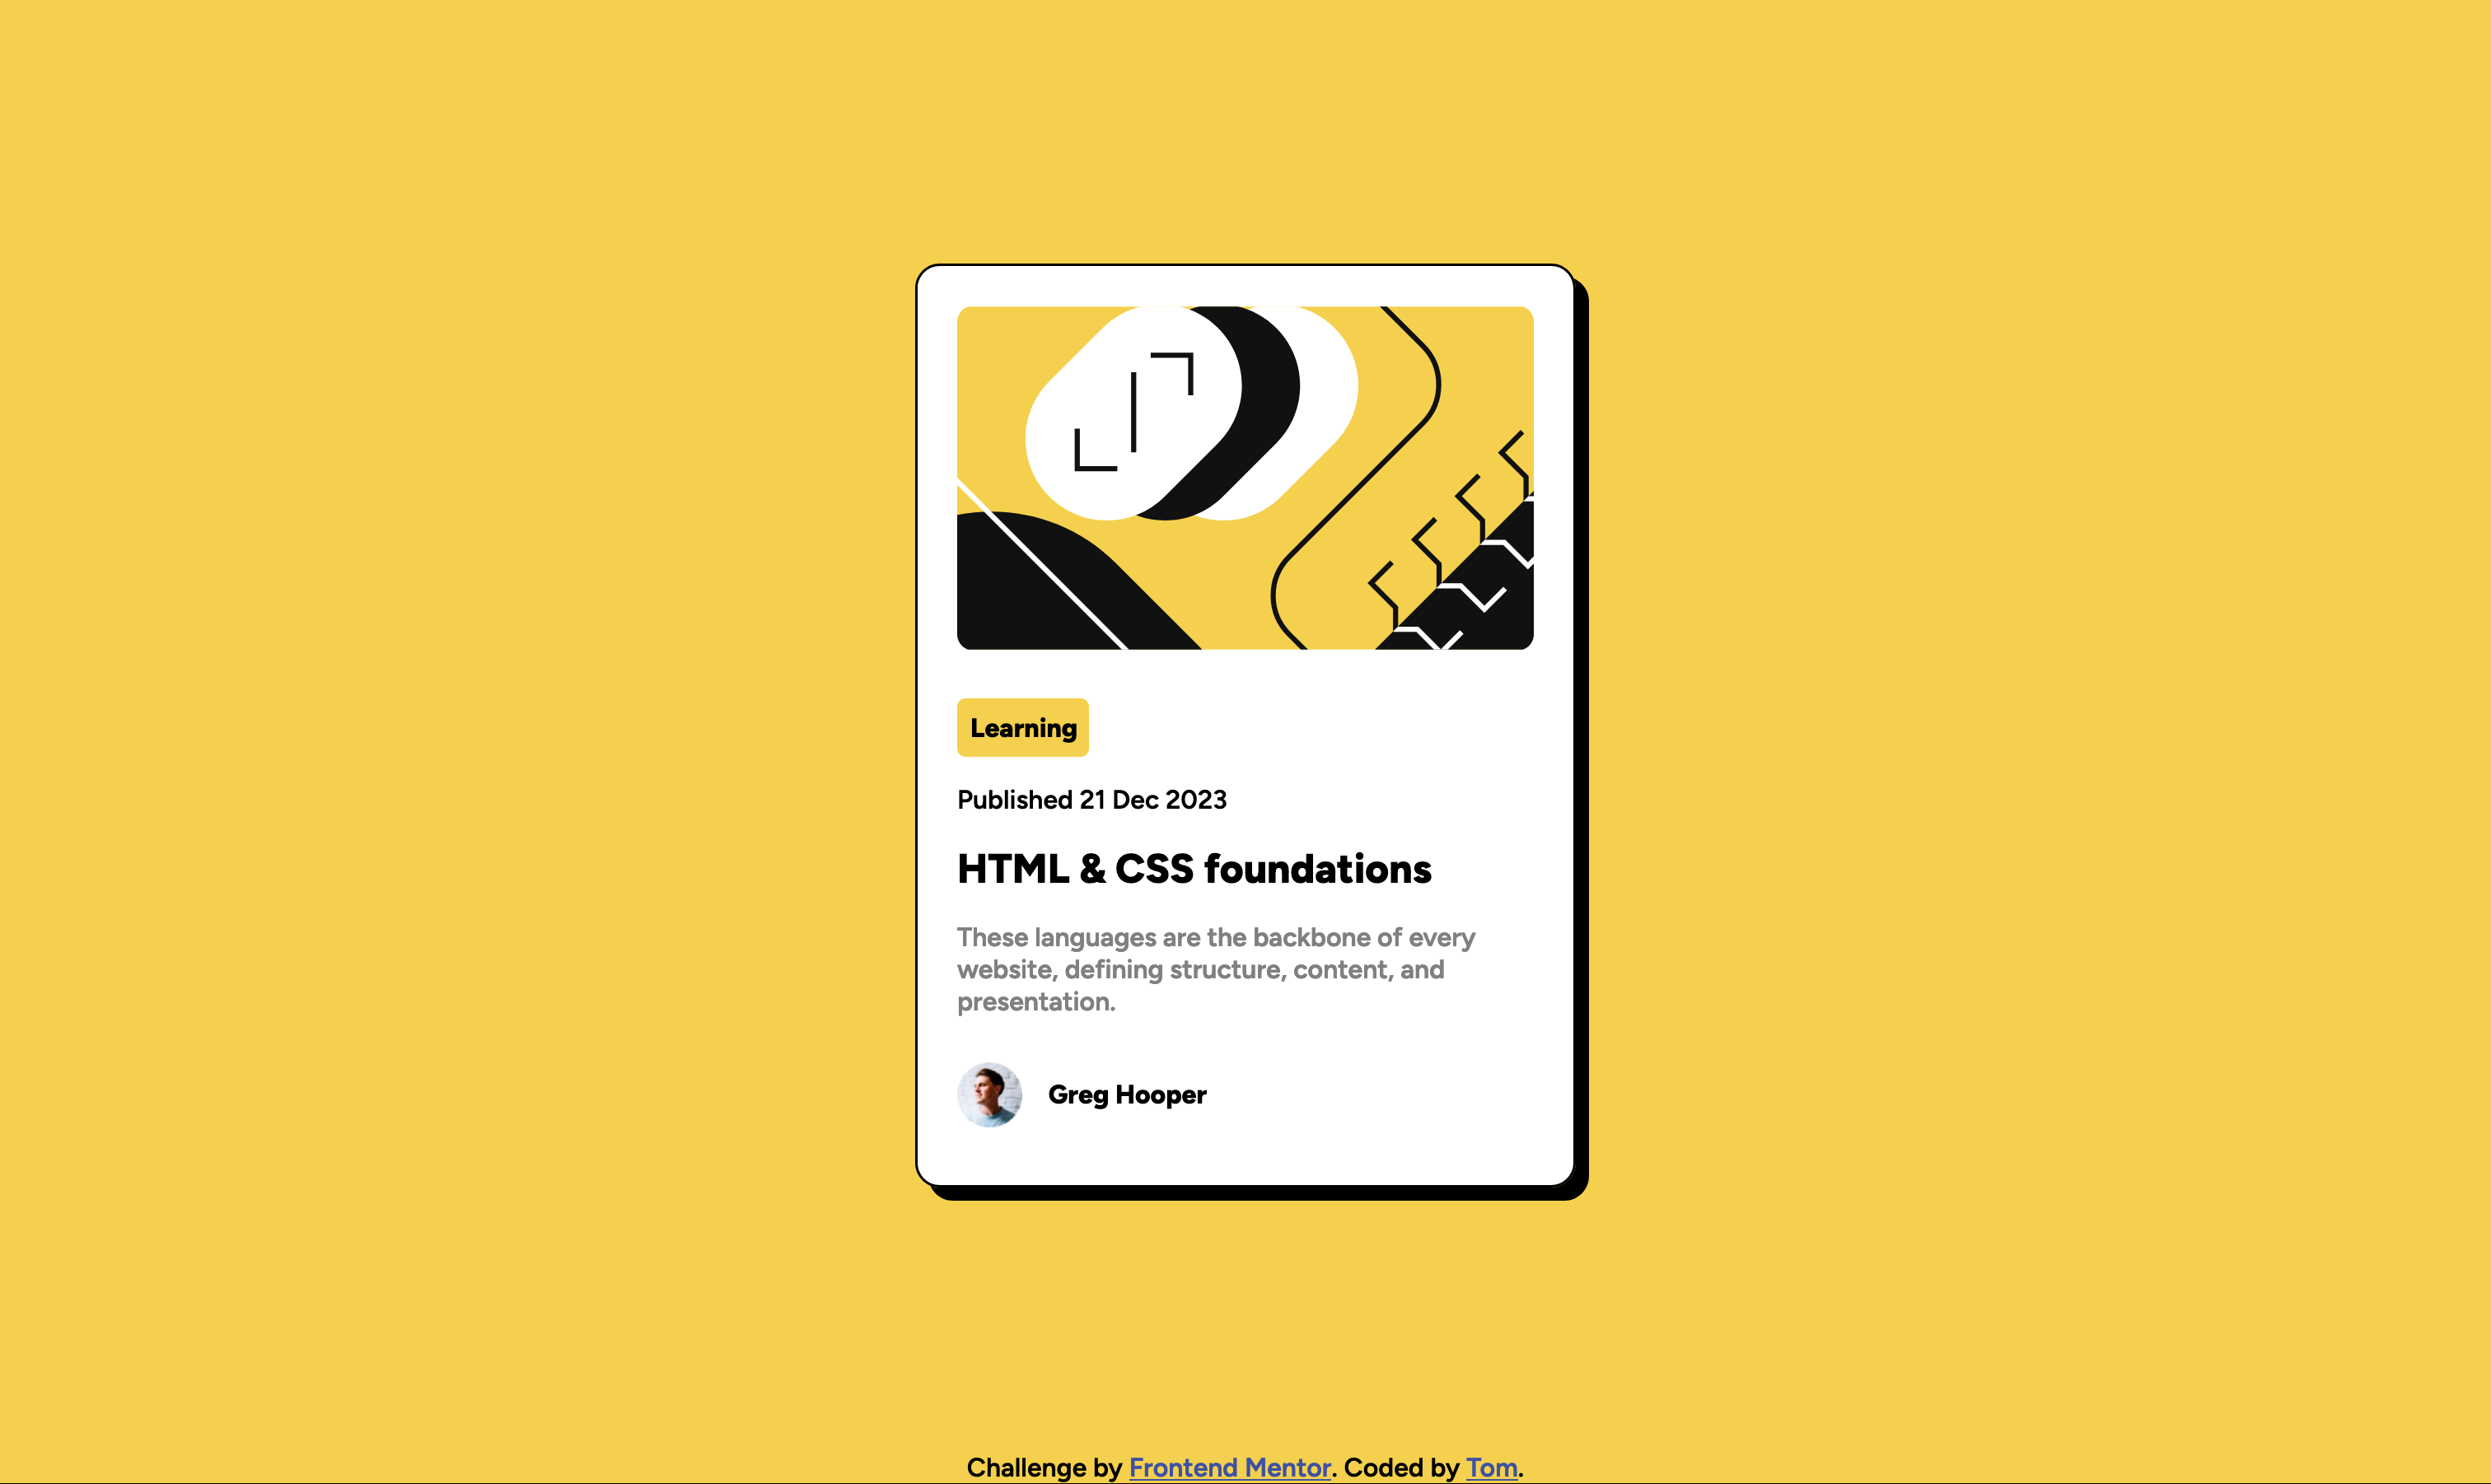 Learning
Published 21 Dec 2023
HTML & CSS foundations
These languages are the backbone of every
website, defining structure, content, and
presentation.
Greg Hooper
Challenge by Frontend Mentor. Coded by Tom.